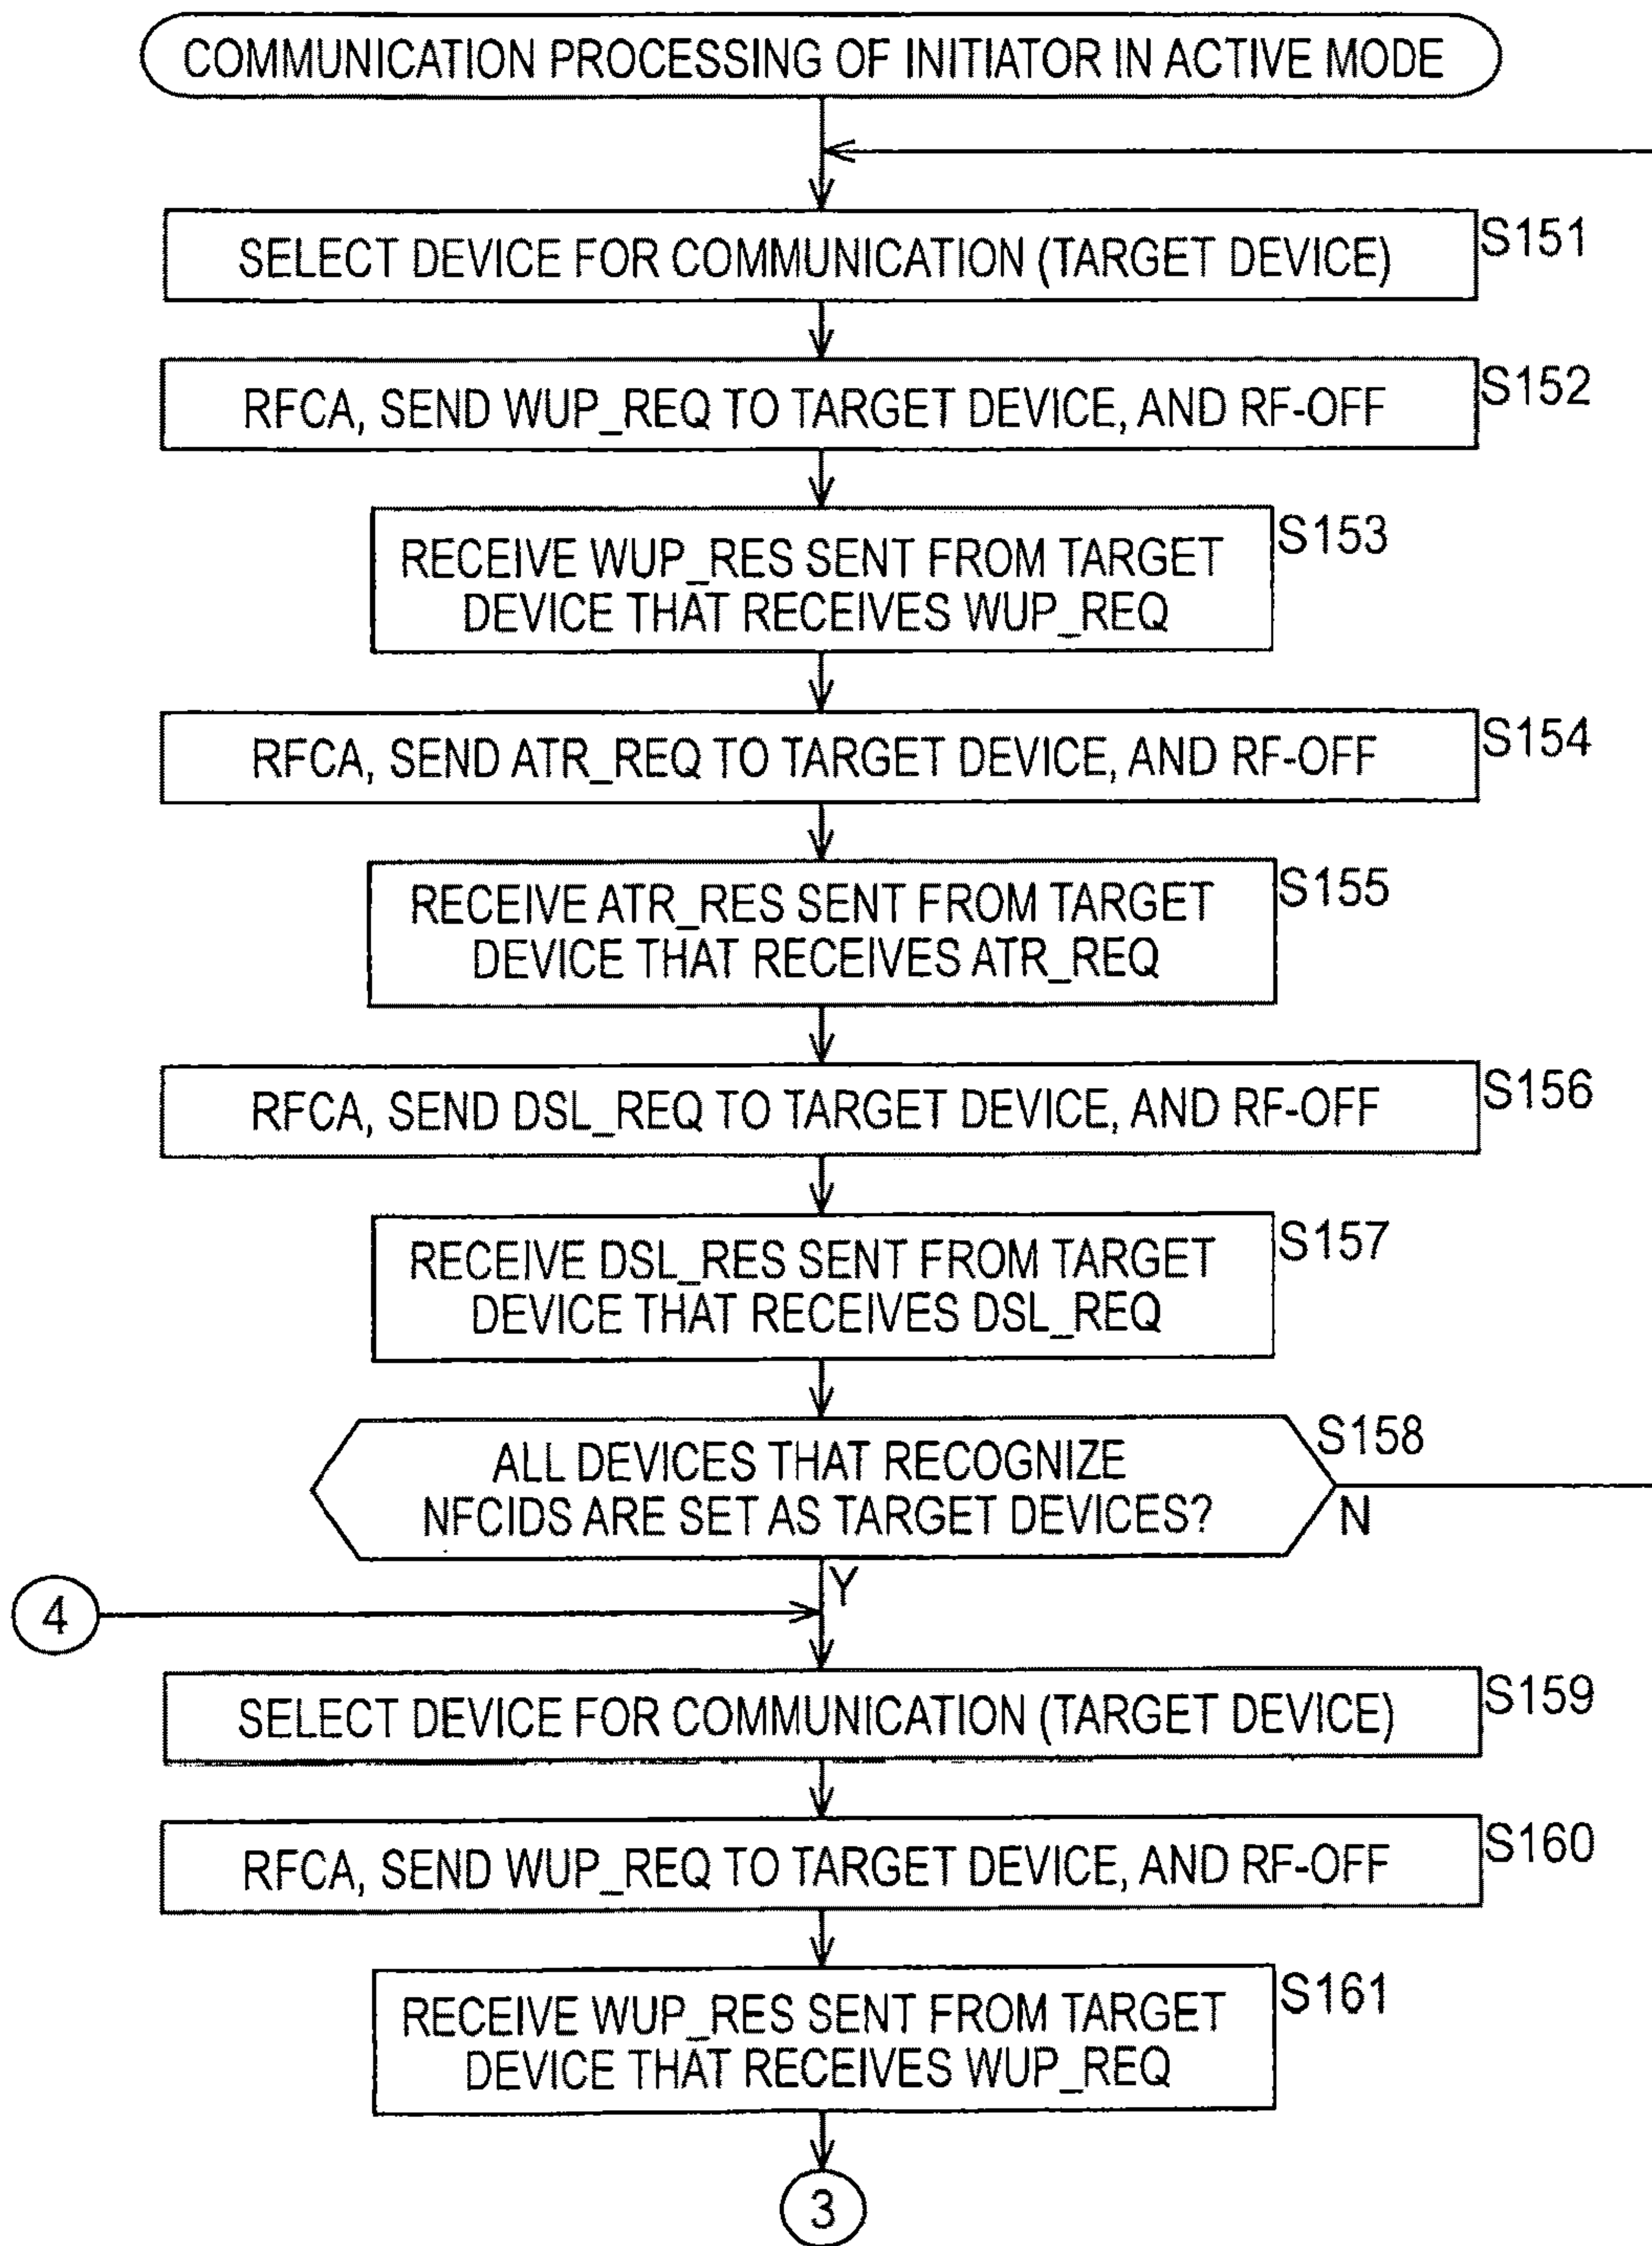 COMMUNICATION PROCESSING OF INITIATOR IN ACTIVE MODE
SELECT DEVICE FOR COMMUNICATION (TARGET DEVICE)
S151
RFCA, SEND WUP_REQ TO TARGET DEVICE, AND RF-OFF
S152
RECEIVE WUP_RES SENT FROM TARGET
DEVICE THAT RECEIVES WUP_REQ
S153
RFCA, SEND ATR_REQ TO TARGET DEVICE, AND RF-OFF
S154
RECEIVE ATR_RES SENT FROM TARGET
DEVICE THAT RECEIVES ATR_REQ
S155
RFCA, SEND DSL_REQ TO TARGET DEVICE, AND RF-OFF
S156
RECEIVE DSL_RES SENT FROM TARGET
DEVICE THAT RECEIVES DSL_REQ
S157
ALL DEVICES THAT RECOGNIZE
NFCIDS ARE SET AS TARGET DEVICES?
S158
N
Y
4
SELECT DEVICE FOR COMMUNICATION (TARGET DEVICE)
S159
RFCA, SEND WUP_REQ TO TARGET DEVICE, AND RF-OFF
S160
RECEIVE WUP_RES SENT FROM TARGET
DEVICE THAT RECEIVES WUP_REQ
S161
3